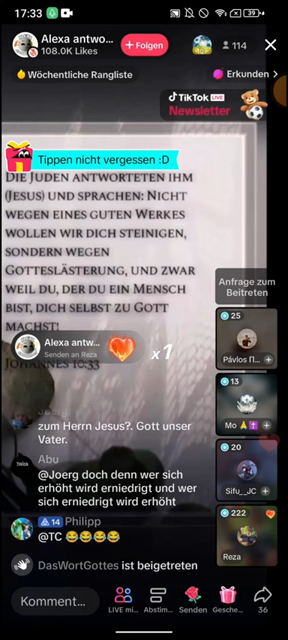 17:33
39
Alexa antwo...
108.0K Likes
+ Folgen
114
Wöchentliche Rangliste
Erkunden >
TikTok LIVE
Newsletter
Tippen nicht vergessen :D
Die Juden antworteten ihm
(Jesus) und sprachen: Nicht
wegen eines guten Werkes
wollen wir dich steinigen,
sondern wegen
Gotteslästerung, und zwar
weil du, der du ein Mensch
bist, dich selbst zu Gott
machst!
Johannes 10:33
Alexa antw...
Senden an Reza
x1
Anfrage zum
Beitreten
25
Pávlos Π...
13
Mo
20
Sifu_JC
222
Reza
zum Herrn Jesus?. Gott unser
Vater.
Abu
@Joerg doch denn wer sich
erhöht wird erniedrigt und wer
sich erniedrigt wird erhöht
14 Philipp
@TC 😂😂😂😂
DasWortGottes ist beigetreten
Komment...
LIVE mi...
Abstim...
Senden
Gesche...
36